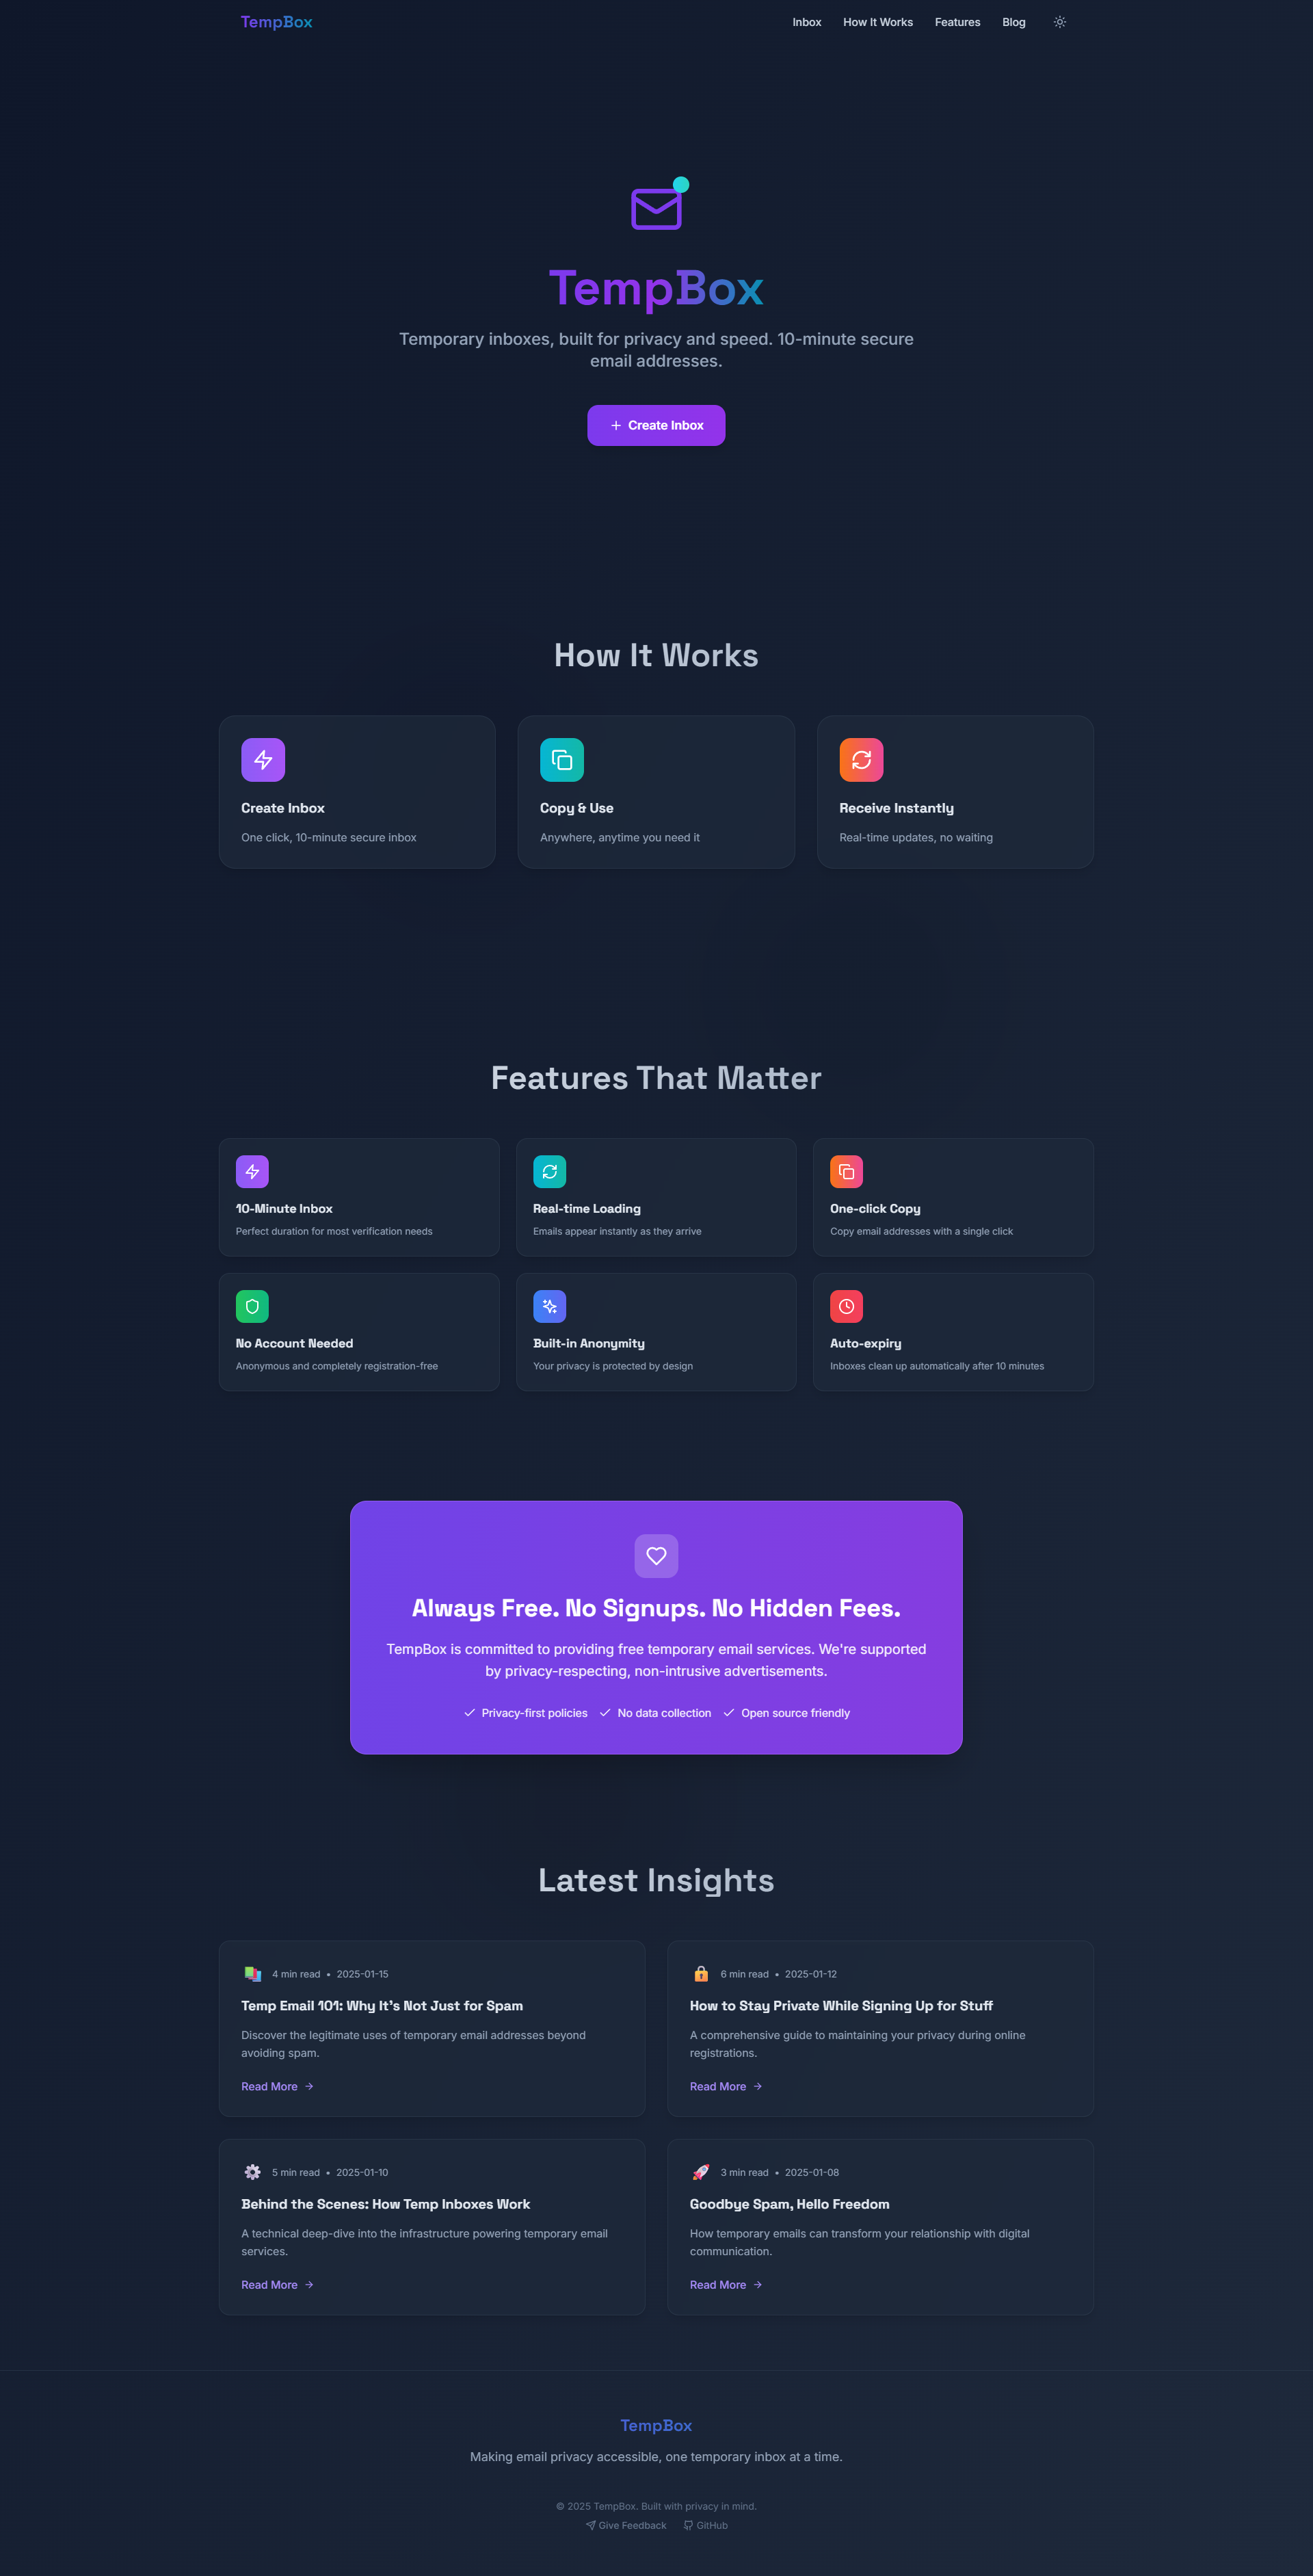 TempBox
Inbox How It Works Features Blog
TempBox
Temporary inboxes, built for privacy and speed. 10-minute secure
email addresses.
Create Inbox
How It Works
Create Inbox
One click, 10-minute secure inbox
Copy & Use
Anywhere, anytime you need it
Receive Instantly
Real-time updates, no waiting
Features That Matter
10-Minute Inbox
Perfect duration for most verification needs
Real-time Loading
Emails appear instantly as they arrive
One-click Copy
Copy email addresses with a single click
No Account Needed
Anonymous and completely registration-free
Built-in Anonymity
Your privacy is protected by design
Auto-expiry
Inboxes clean up automatically after 10 minutes
Always Free. No Signups. No Hidden Fees.
TempBox is committed to providing free temporary email services. We're supported
by privacy-respecting, non-intrusive advertisements.
Privacy-first policies No data collection Open source friendly
Latest Insights
4 min read • 2025-01-15
Temp Email 101: Why It's Not Just for Spam
Discover the legitimate uses of temporary email addresses beyond
avoiding spam.
Read More →
6 min read • 2025-01-12
How to Stay Private While Signing Up for Stuff
A comprehensive guide to maintaining your privacy during online
registrations.
Read More →
5 min read • 2025-01-10
Behind the Scenes: How Temp Inboxes Work
A technical deep-dive into the infrastructure powering temporary email
services.
Read More →
3 min read • 2025-01-08
Goodbye Spam, Hello Freedom
How temporary emails can transform your relationship with digital
communication.
Read More →
TempBox
Making email privacy accessible, one temporary inbox at a time.
© 2025 TempBox. Built with privacy in mind.
Give Feedback GitHub